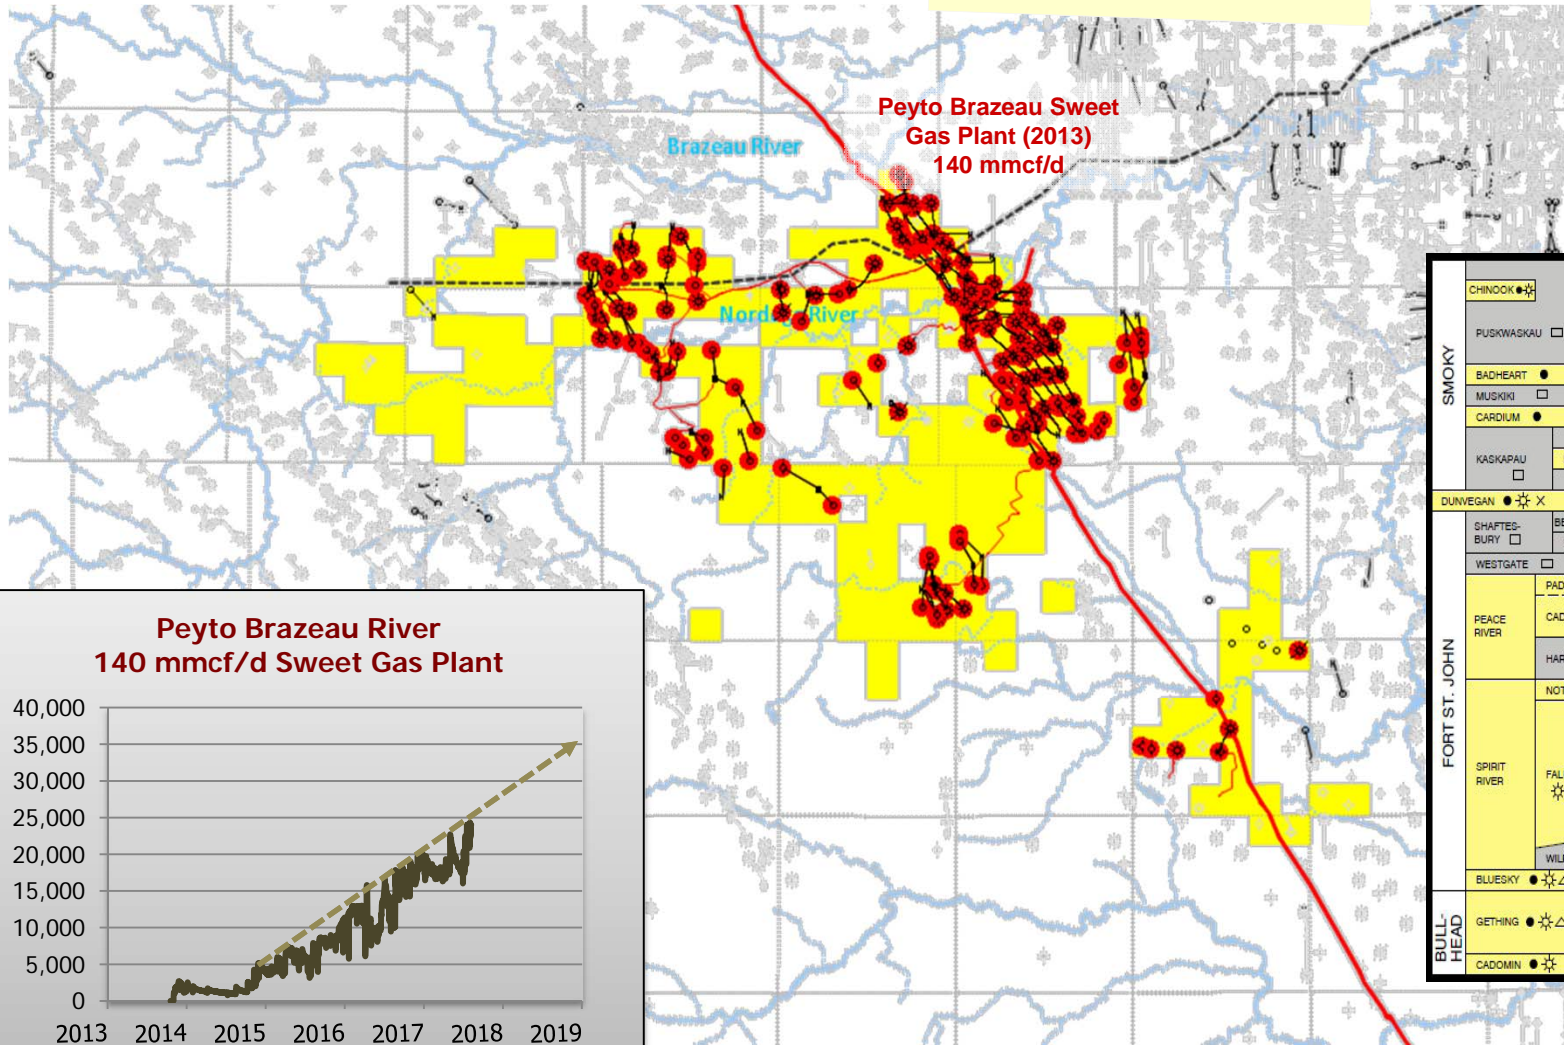 Peyto Brazeau Sweet
Gas Plant (2013)
140 mmcf/d
Brazeau River
River
Peyto Brazeau River
140 mmcf/d Sweet Gas Plant
40,000
35,000
30,000
25,000
20,000
15,000
10,000
5,000
0
2013 2014 2015 2016 2017 2018 2019
SMOKY
CHINOOK
PUSKWASKAU
BADHEART
MUSKIKI
CARDIUM
KASKAPAU
DUNVEGAN
FORT ST. JOHN
SHAFTES-
BURY
WESTGATE
PEACE
RIVER
SPIRIT
RIVER
BLUESKY
BULL-
HEAD
GETHING
CADOMIN